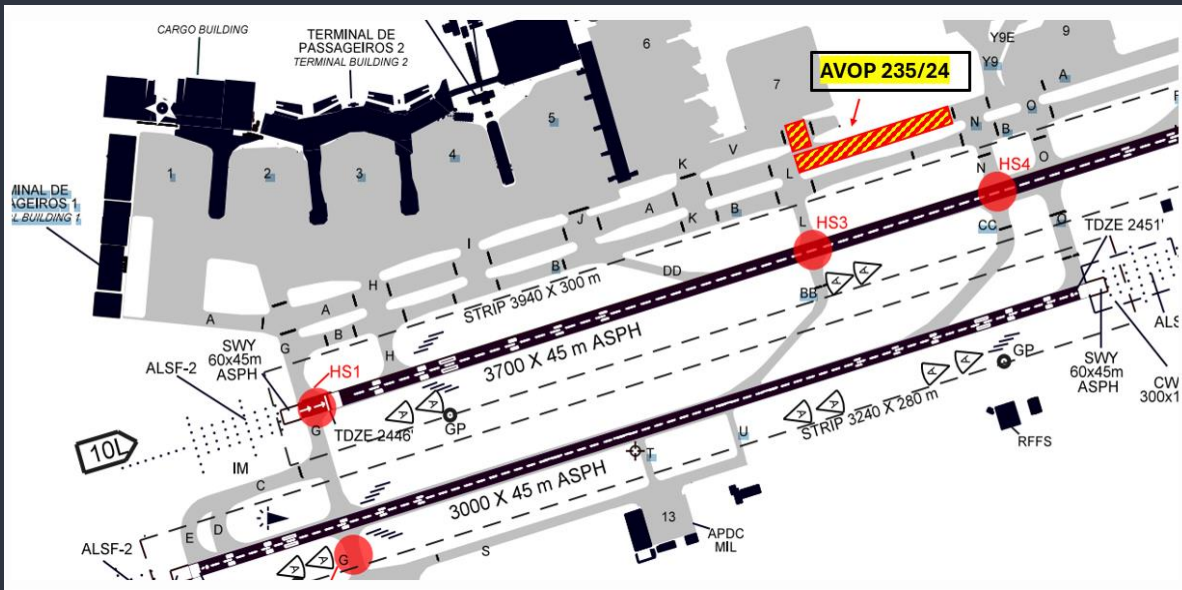 CARGO BUILDING
TERMINAL DE
PASSAGEIROS 2
TERMINAL BUILDING 2
6
Y9E
9
Y9
A
AVOP 235/24
7
5
4
3
2
1
V
K
L
N
B
O
O
N
HS4
MINAL DE
AGEIROS 1
L BUILDING 1
J
A
K
B
L
HS3
CC
O
TDZE 2451'
I
B
DD
BB
H
STRIP 3940 X 300 m
A
B
A
G
H
SWY
60x45m
ASPH
3700 X 45 m ASPH
ALSF-2
HS1
A
A
A
A
G
TDZE 2446'
GP
A
A
GP
SWY
60x45m
ASPH
ALS
CW
300x1
A
A
STRIP 3240 X 280 m
RFFS
10L
IM
C
U
T
3000 X 45 m ASPH
E
D
13
APDC
MIL
ALSF-2
A
A
G
S